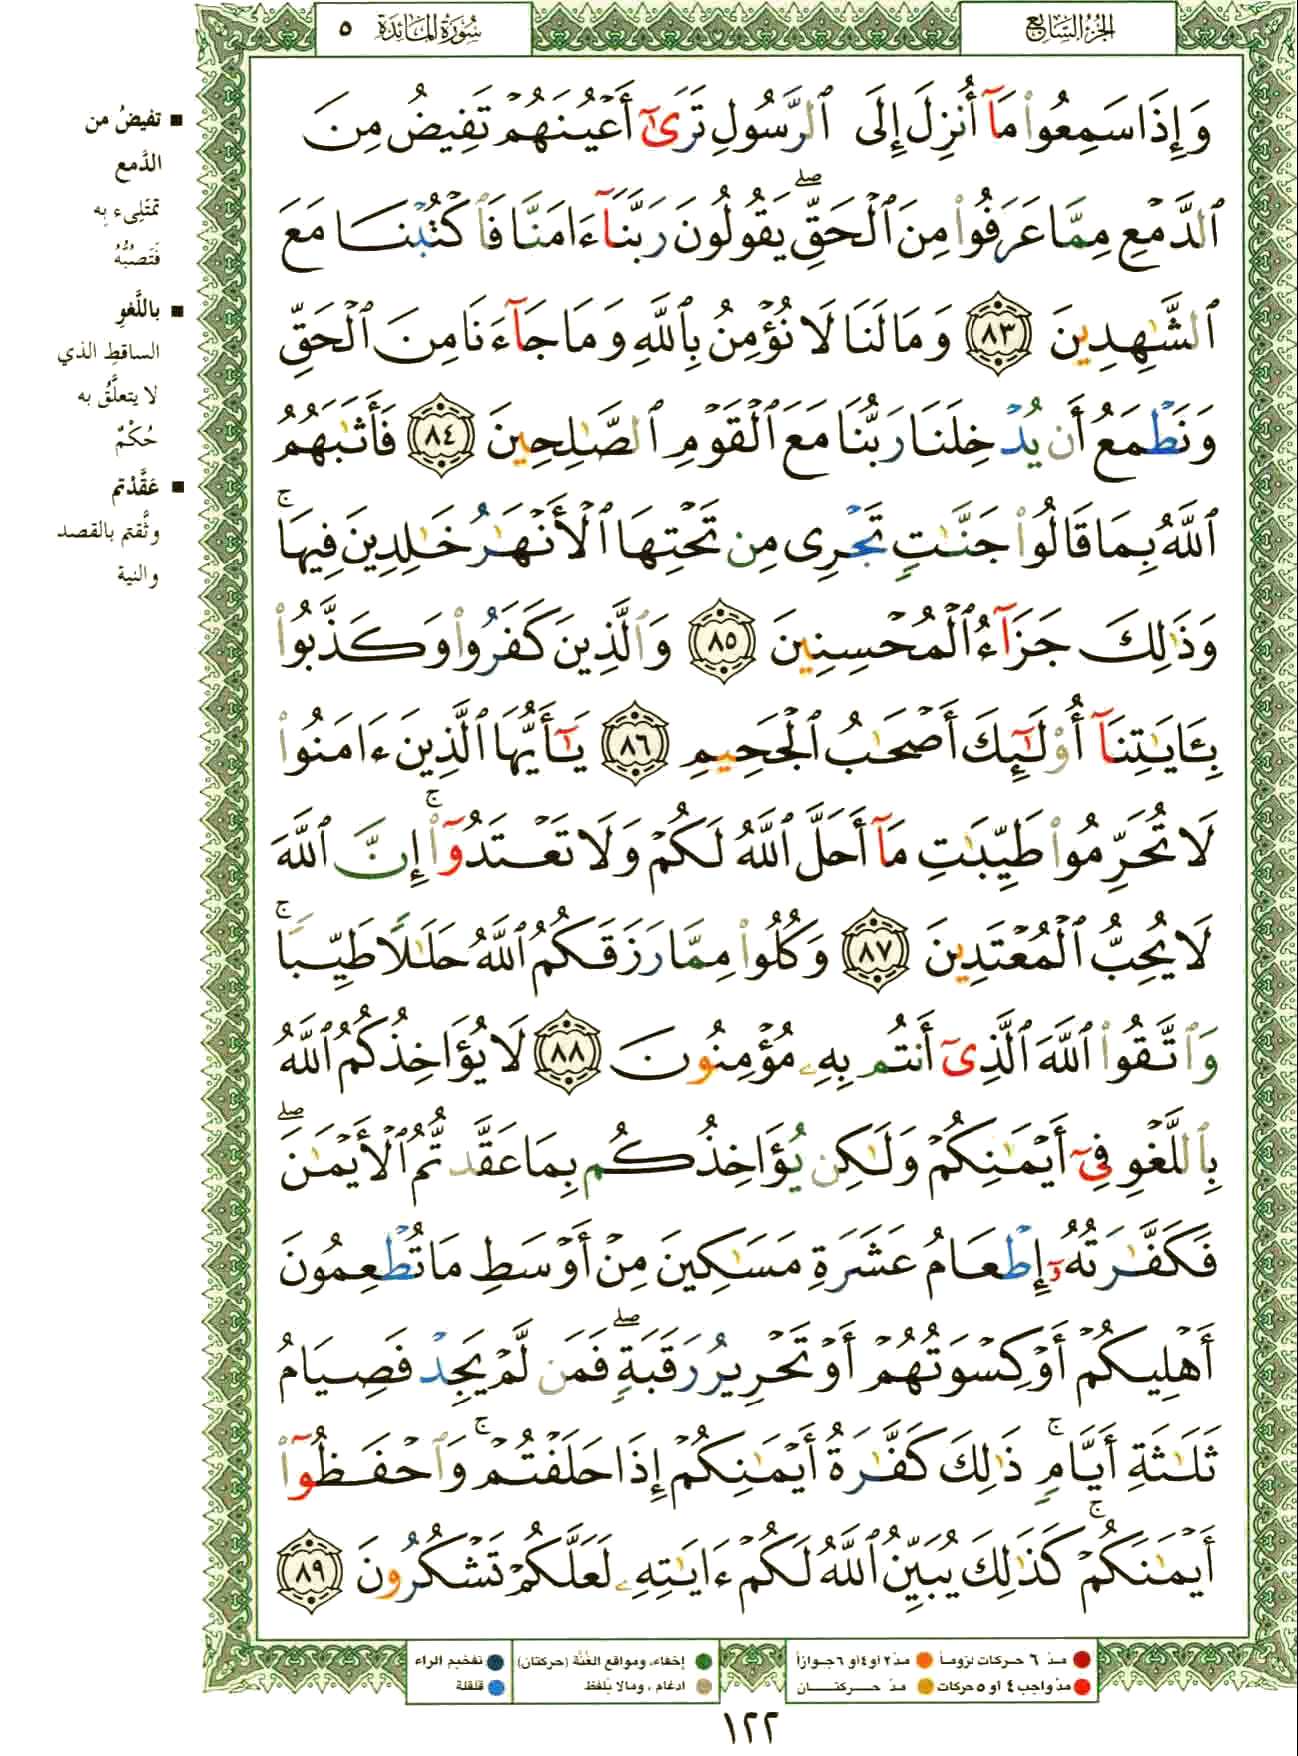 الجزء السابع
سورة المائدة ٥
وَإِذَا سَمِعُوا۟ مَآ أُنزِلَ إِلَى ٱلرَّسُولِ تَرَىٰٓ أَعْيُنَهُمْ تَفِيضُ مِنَ
ٱلدَّمْعِ مِمَّا عَرَفُوا۟ مِنَ ٱلْحَقِّ ۖ يَقُولُونَ رَبَّنَآ ءَامَنَّا فَٱكْتُبْنَا مَعَ
ٱلشَّٰهِدِينَ ٨٣ وَمَا لَنَا لَا نُؤْمِنُ بِٱللَّهِ وَمَا جَآءَنَا مِنَ ٱلْحَقِّ
وَنَطْمَعُ أَن يُدْخِلَنَا رَبُّنَا مَعَ ٱلْقَوْمِ ٱلصَّٰلِحِينَ ٨٤ فَأَثَٰبَهُمُ
ٱللَّهُ بِمَا قَالُوا۟ جَنَّٰتٍ تَجْرِى مِن تَحْتِهَا ٱلْأَنْهَٰرُ خَٰلِدِينَ فِيهَا ۚ
وَذَٰلِكَ جَزَآءُ ٱلْمُحْسِنِينَ ٨٥ وَٱلَّذِينَ كَفَرُوا۟ وَكَذَّبُوا۟
بِـَٔايَٰتِنَآ أُو۟لَٰٓئِكَ أَصْحَٰبُ ٱلْجَحِيمِ ٨٦ يَٰٓأَيُّهَا ٱلَّذِينَ ءَامَنُوا۟
لَا تُحَرِّمُوا۟ طَيِّبَٰتِ مَآ أَحَلَّ ٱللَّهُ لَكُمْ وَلَا تَعْتَدُوٓا۟ ۚ إِنَّ ٱللَّهَ
لَا يُحِبُّ ٱلْمُعْتَدِينَ ٨٧ وَكُلُوا۟ مِمَّا رَزَقَكُمُ ٱللَّهُ حَلَٰلًا طَيِّبًا ۚ
وَٱتَّقُوا۟ ٱللَّهَ ٱلَّذِىٓ أَنتُم بِهِۦ مُؤْمِنُونَ ٨٨ لَا يُؤَاخِذُكُمُ ٱللَّهُ
بِٱللَّغْوِ فِىٓ أَيْمَٰنِكُمْ وَلَٰكِن يُؤَاخِذُكُم بِمَا عَقَّدتُّمُ ٱلْأَيْمَٰنَ ۖ
فَكَفَّٰرَتُهُۥٓ إِطْعَامُ عَشَرَةِ مَسَٰكِينَ مِنْ أَوْسَطِ مَا تُطْعِمُونَ
أَهْلِيكُمْ أَوْ كِسْوَتُهُمْ أَوْ تَحْرِيرُ رَقَبَةٍ ۖ فَمَن لَّمْ يَجِدْ فَصِيَامُ
ثَلَٰثَةِ أَيَّامٍ ۚ ذَٰلِكَ كَفَّٰرَةُ أَيْمَٰنِكُمْ إِذَا حَلَفْتُمْ ۚ وَٱحْفَظُوٓا۟
أَيْمَٰنَكُمْ ۚ كَذَٰلِكَ يُبَيِّنُ ٱللَّهُ لَكُمْ ءَايَٰتِهِۦ لَعَلَّكُمْ تَشْكُرُونَ ٨٩
■ تفيضُ من
الدَّمع
تمتَلِىء بِه
فَتَصُبُّهُ
■ باللَّغوِ
الساقطِ الذي
لا يتعلَّقُ به
حُكْمٌ
■ عَقَّدْتم
وثَّقتم بالقصد
والنية
مد ٦ حركات لزوماً
مد ٢ أو ٤ أو ٦ جوازاً
مد واجب ٤ أو ٥ حركات
مد حركتان
إخفاء، ومواقع الغُنَّة (حركتان)
ادغام، ومالا يُلفظ
تفخيم الراء
قلقلة
١٢٢